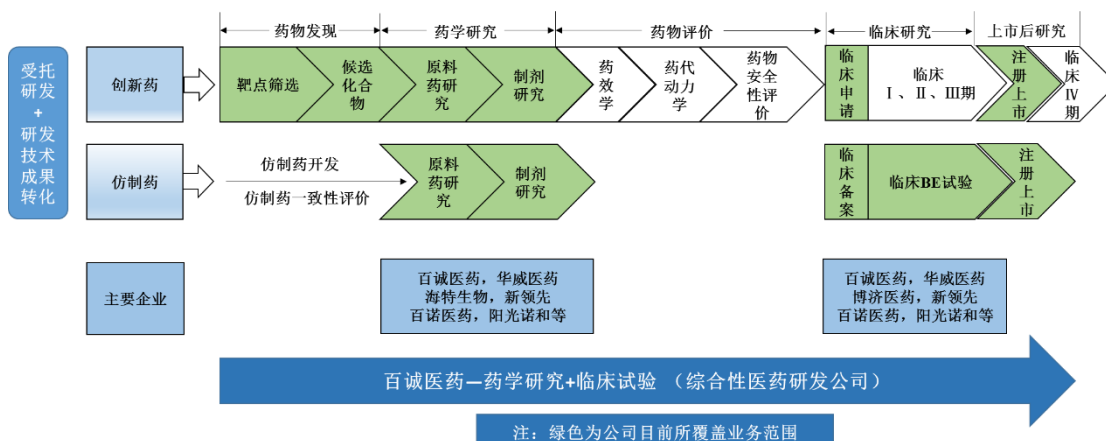 药物发现
药学研究
药物评价
临床研究
上市后研究
受托
研发
+
研发
技术
成果
转化
创新药
靶点筛选
候选
化合
物
原料
药研
究
制剂
研究
药
效
学
药代
动力
学
药物
安全
性评
价
临
床
申
请
临床
Ⅰ、Ⅱ、Ⅲ期
注
册
上
市
临
床
Ⅳ
期
仿制药
仿制药开发
仿制药一致性评价
原料
药研
究
制剂
研究
临
床
备
案
临床BE试验
注
册
上
市
主要企业
百诚医药，华威医药
海特生物，新领先
百诺医药，阳光诺和等
百诚医药，华威医药
博济医药，新领先
百诺医药，阳光诺和等
百诚医药—药学研究+临床试验 （综合性医药研发公司）
注：绿色为公司目前所覆盖业务范围